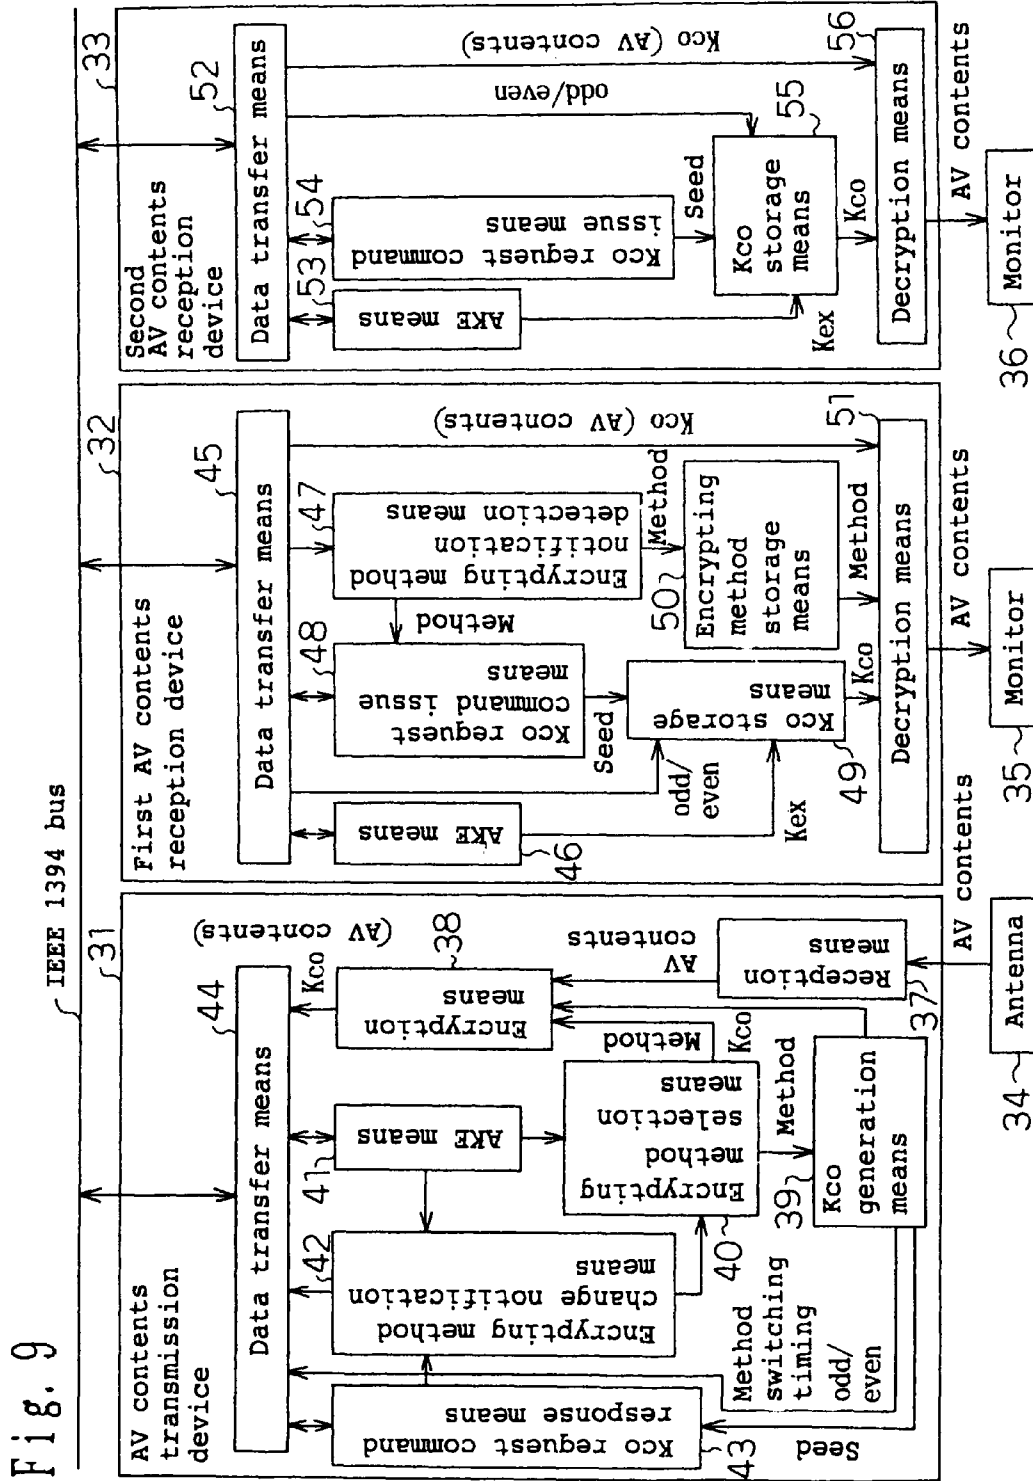 Fig. 9
IEEE 1394 bus
31
AV contents
transmission
device
44
Data transfer means
43
Kco request command
response means
42
Encrypting method
change notification
means
41
AKE means
Kco
(AV contents)
38
Encryption
means
Method
Kco
AV
contents
40
Encrypting
method
selection
means
Method
39
Kco
generation
means
Method
switching
timing
odd/
even
Seed
37
Reception
means
AV contents
34
Antenna
32
First AV contents
reception device
45
Data transfer means
46
AKE means
48
Kco request
command issue
means
Method
47
Encrypting method
notification
detection means
Kco (AV contents)
Method
50
Encrypting
method
storage
means
Method
odd/
even
Seed
Kex
49
Kco storage
means
Kco
51
Decryption means
AV contents
AV contents
35
Monitor
33
Second
AV contents
reception
device
52
Data transfer means
53
AKE means
54
Kco request command
issue means
odd/even
Kco (AV contents)
Seed
55
Kco
storage
means
Kex
Kco
56
Decryption means
AV contents
36
Monitor